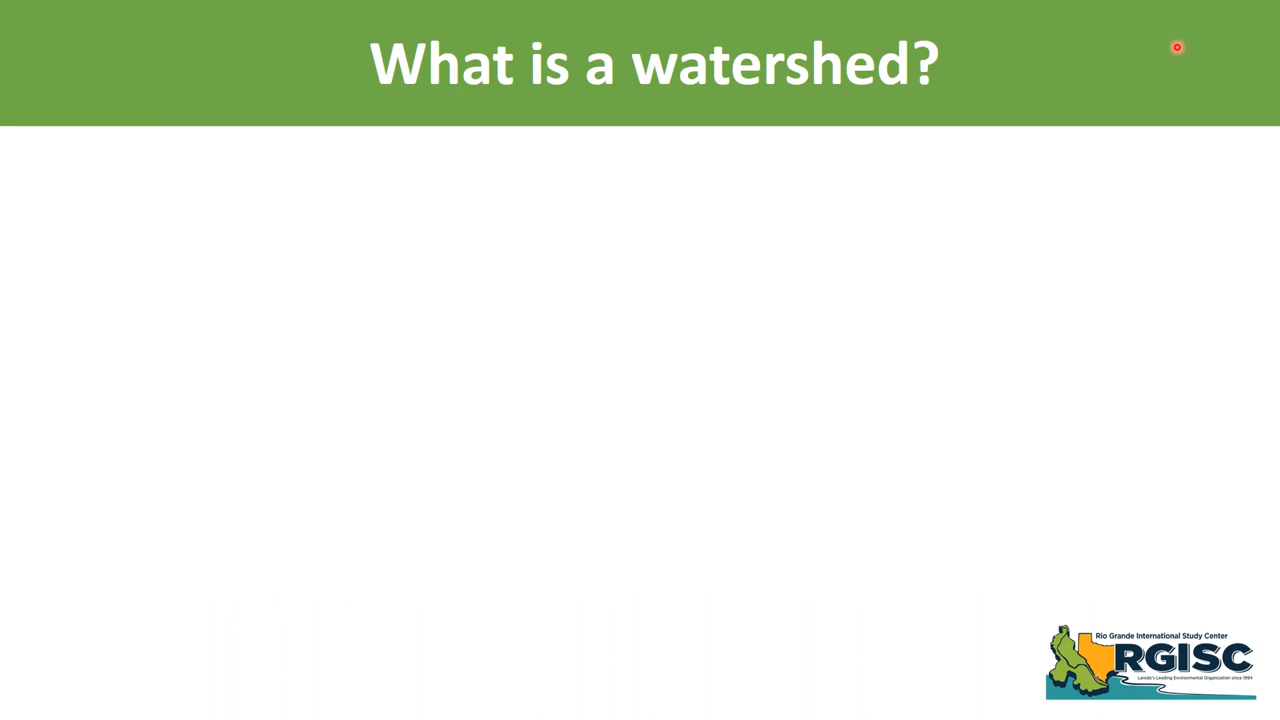 What is a watershed?
Rio Grande International Study Center
RGISC
Laredo's Leading Environmental Organization since 1994